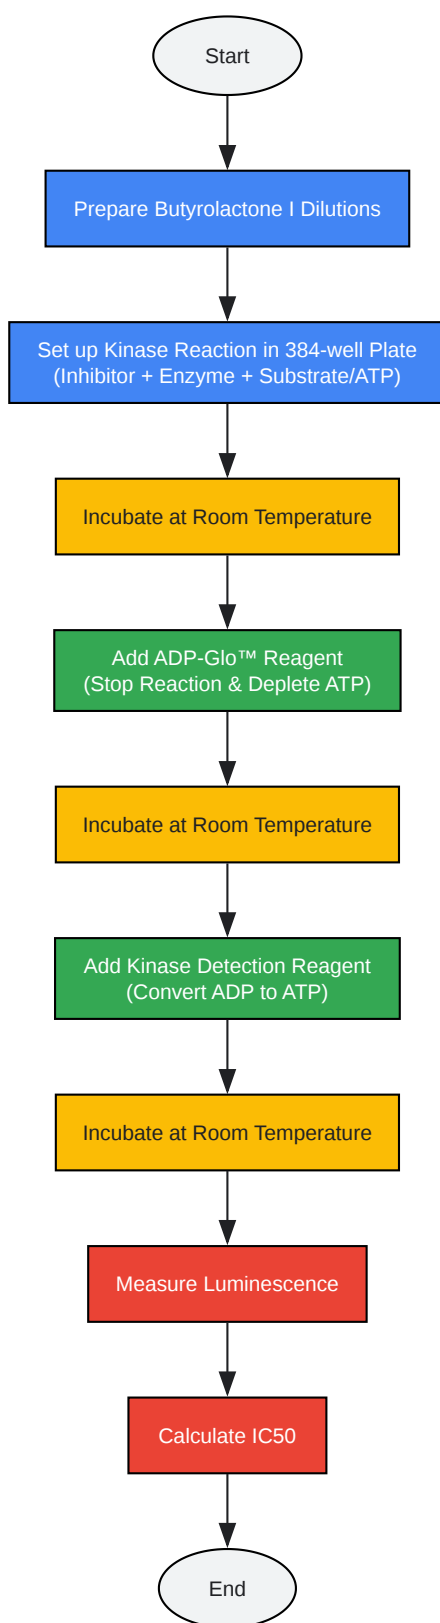 Start
Prepare Butyrolactone I Dilutions
Set up Kinase Reaction in 384-well Plate
(Inhibitor + Enzyme + Substrate/ATP)
Incubate at Room Temperature
Add ADP-Glo™ Reagent
(Stop Reaction & Deplete ATP)
Incubate at Room Temperature
Add Kinase Detection Reagent
(Convert ADP to ATP)
Incubate at Room Temperature
Measure Luminescence
Calculate IC50
End